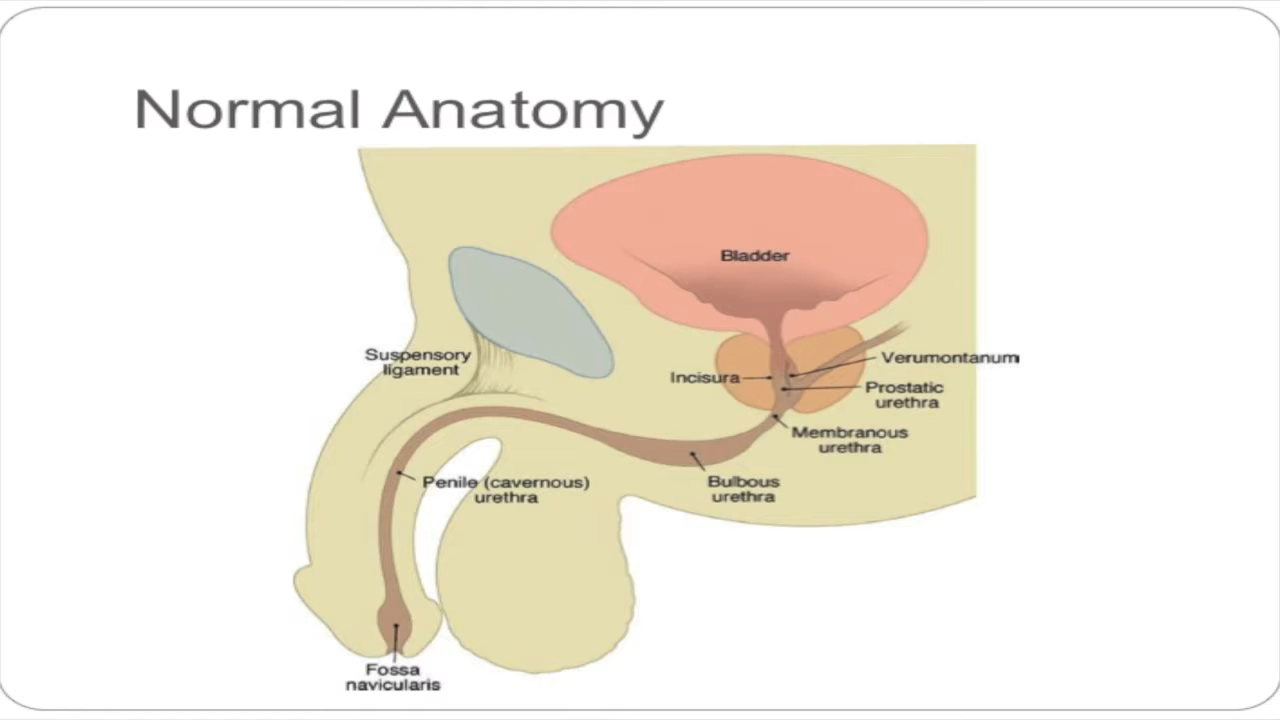 Normal Anatomy
Bladder
Suspensory
ligament
Incisura
Verumontanum
Prostatic
urethra
Membranous
urethra
Penile (cavernous)
urethra
Bulbous
urethra
Fossa
navicularis